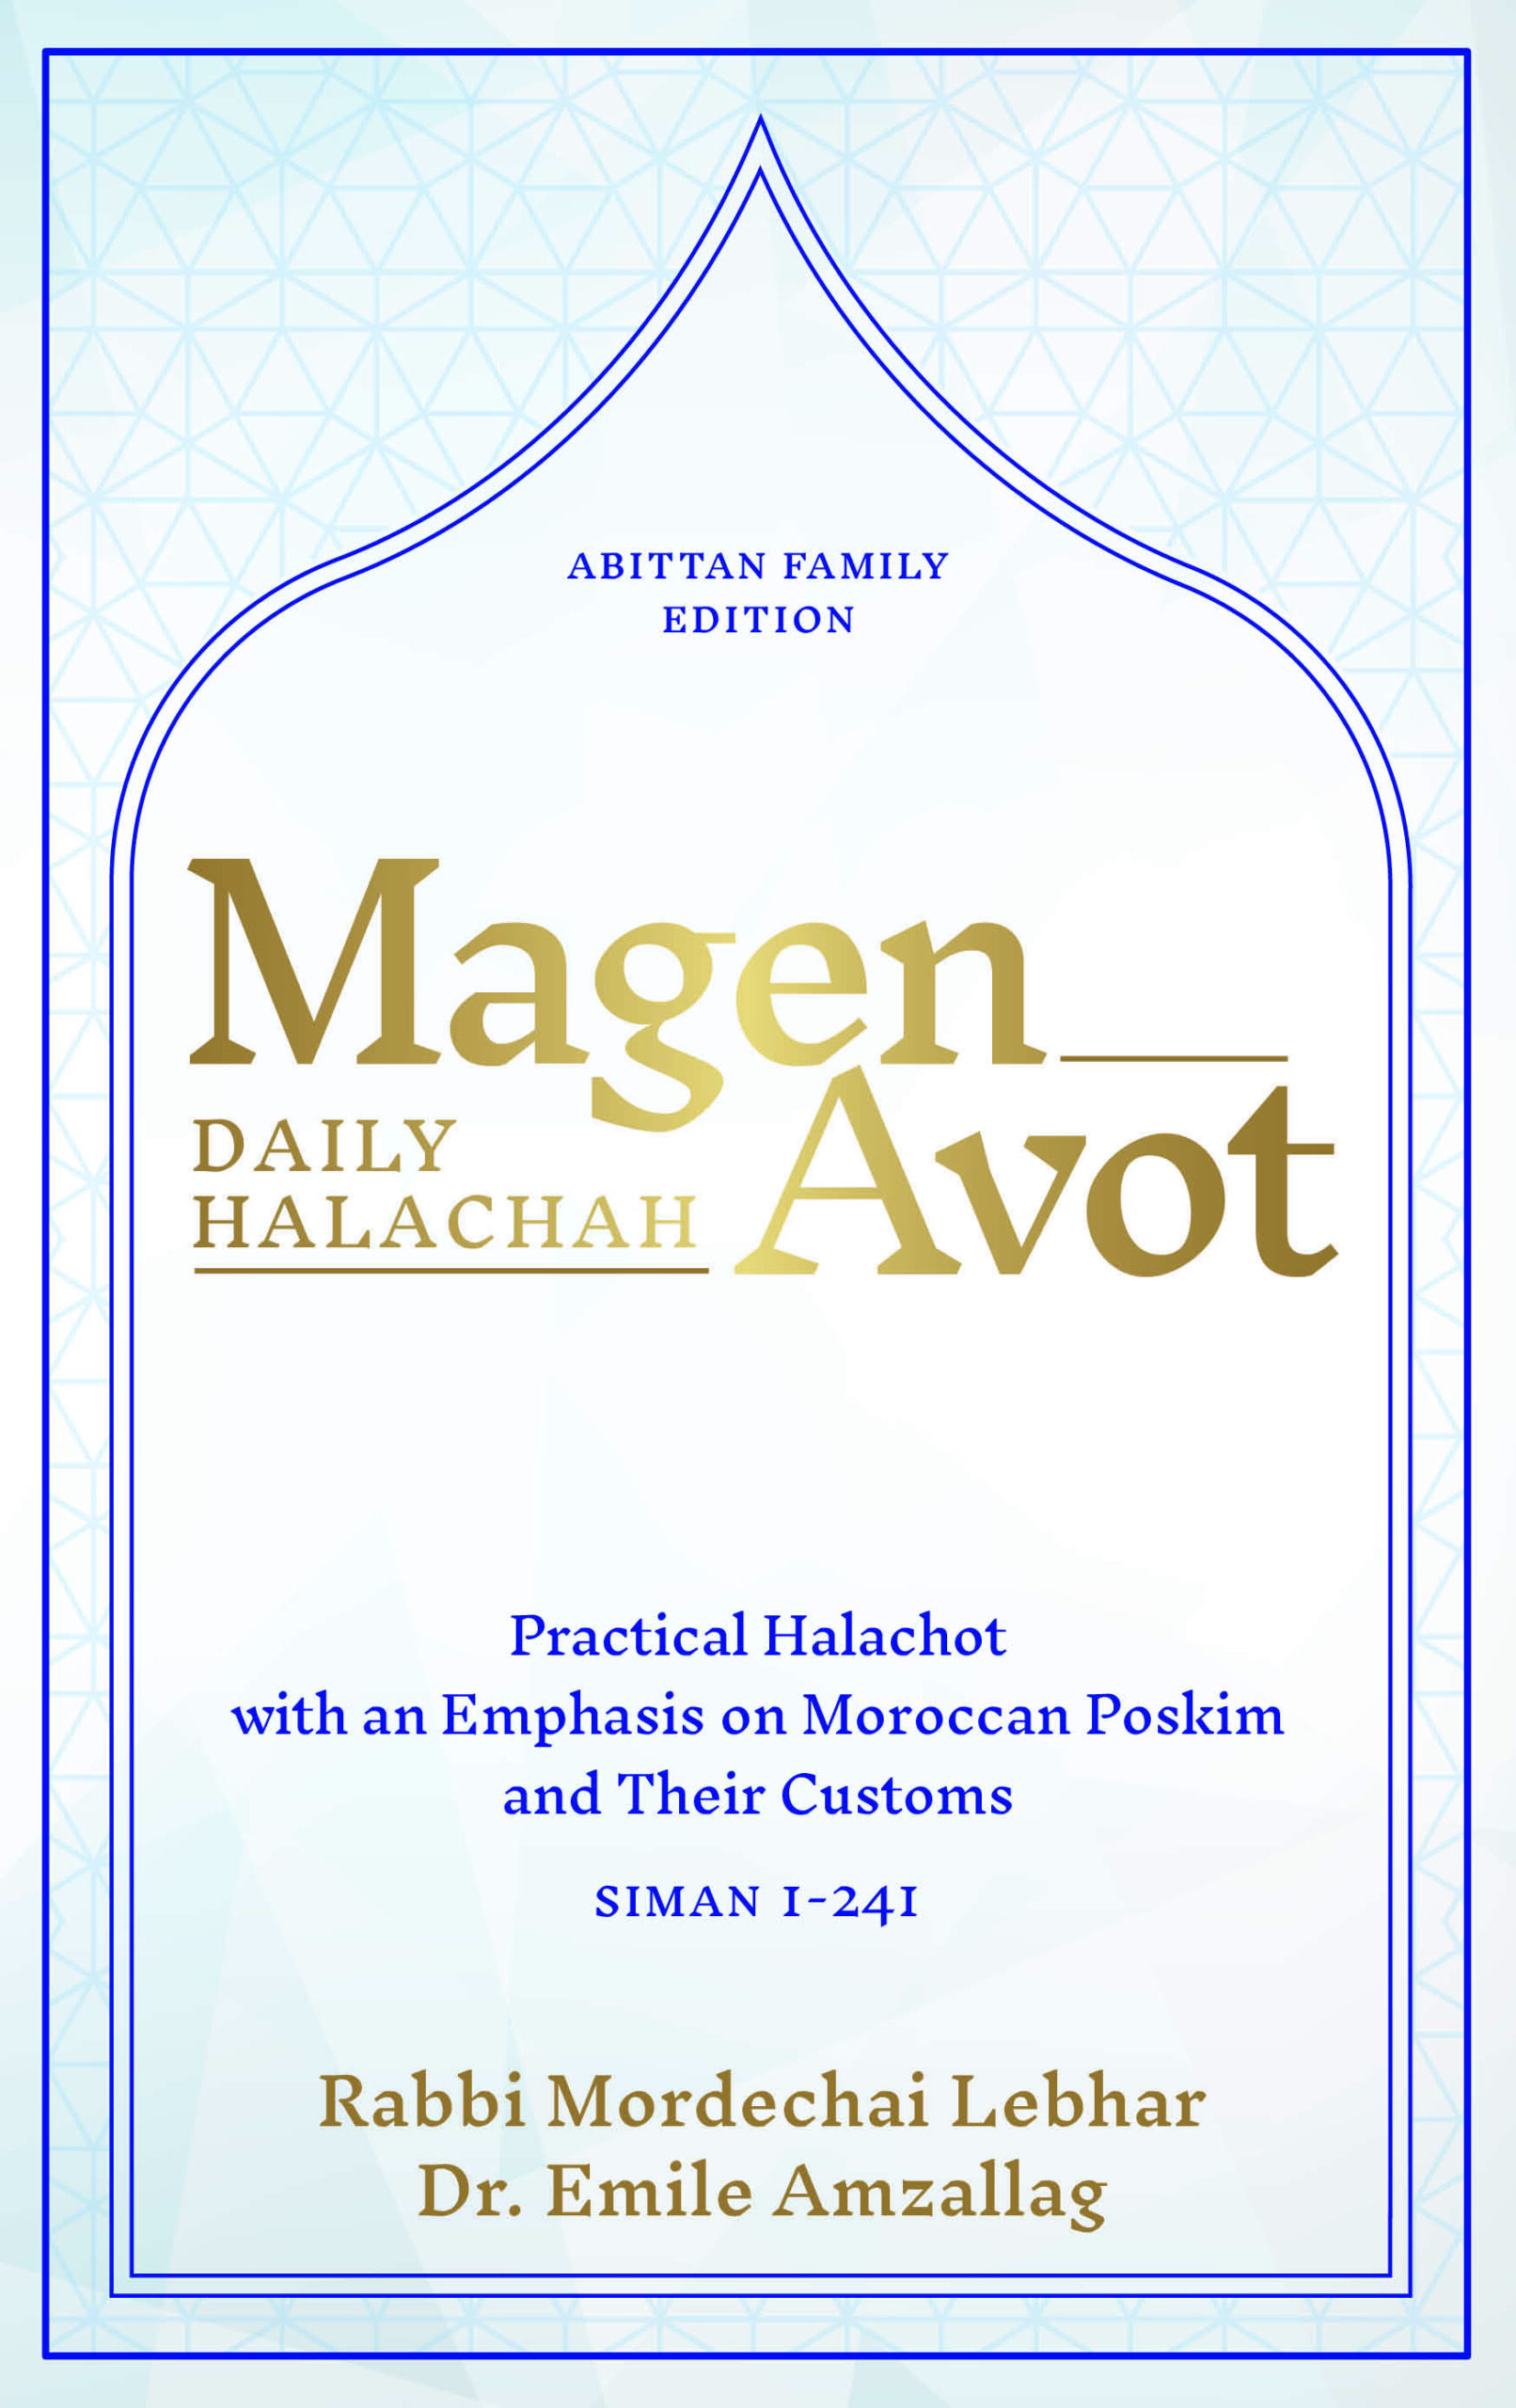 ABITTAN FAMILY
EDITION
Magen
Avot
DAILY
HALACHAH
Practical Halachot
with an Emphasis on Moroccan Poskim
and Their Customs
SIMAN 1-241
Rabbi Mordechai Lebhar
Dr. Emile Amzallag